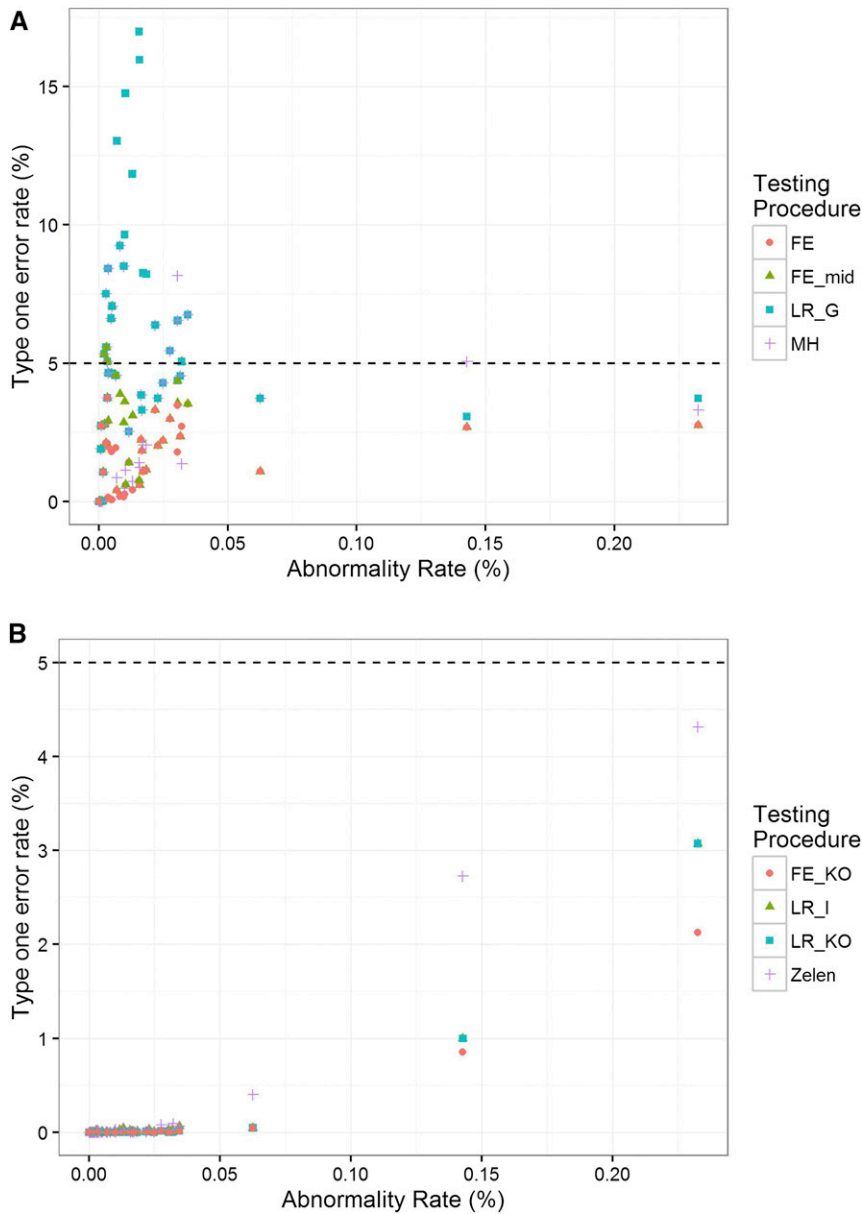 A
Type one error rate (%)
15
10
5
0
0.00 0.05 0.10 0.15 0.20
Abnormality Rate (%)
Testing
Procedure
FE
FE_mid
LR_G
MH
B
Type one error rate (%)
5
4
3
2
1
0
0.00 0.05 0.10 0.15 0.20
Abnormality Rate (%)
Testing
Procedure
FE_KO
LR_I
LR_KO
Zelen